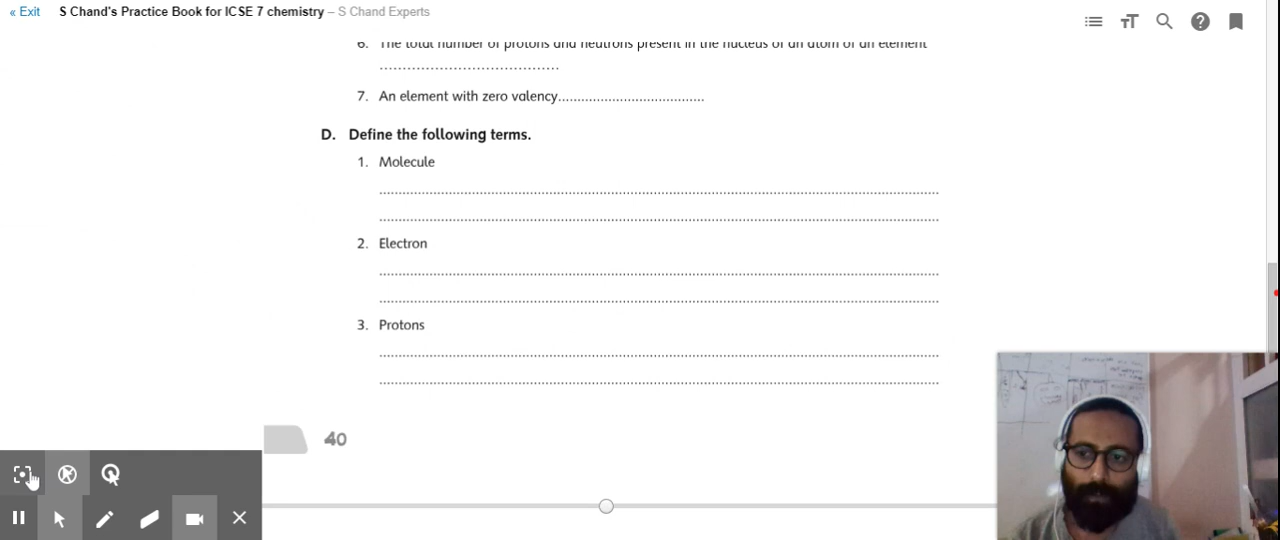 « Exit S Chand's Practice Book for ICSE 7 chemistry – S Chand Experts
6. The total number of protons and neutrons present in the nucleus of an atom of an element
......................................
7. An element with zero valency......................................
D. Define the following terms.
1. Molecule
2. Electron
3. Protons
40